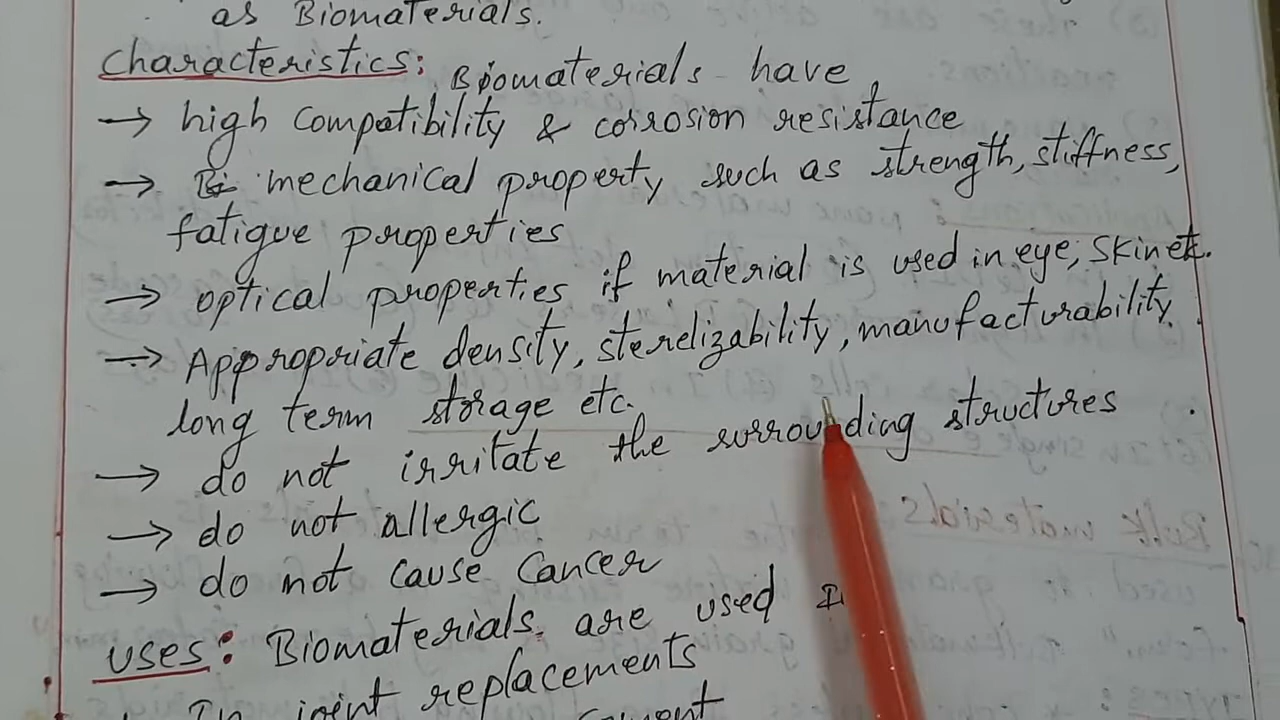 as Biomaterials.
Characteristics: Biomaterials have
→ high compatibility & corrosion resistance
→ mechanical property such as strength, stiffness,
fatigue properties
→ optical properties if material is used in eye, skin etc.
→ Appropriate density, sterelizability, manufacturability
long term storage etc.
→ do not irritate the surrounding structures
→ do not allergic
→ do not cause Cancer
uses: Biomaterials are used
In joint replacements